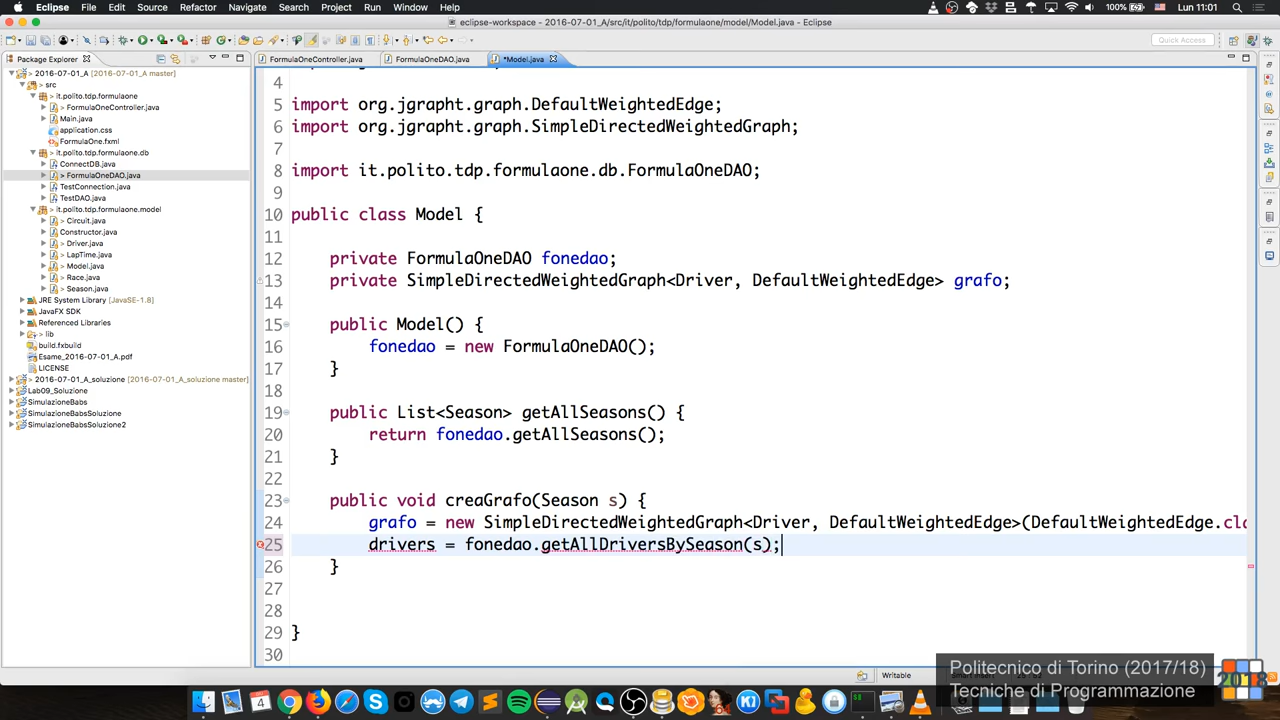 Eclipse File Edit Source Refactor Navigate Search Project Run Window Help 100% Lun 11:01
eclipse-workspace - 2016-07-01_A/src/it/polito/tdp/formulaone/model/Model.java - Eclipse
Quick Access
Package Explorer
FormulaOneController.java FormulaOneDAO.java *Model.java
> 2016-07-01_A [2016-07-01_A master]
> src
it.polito.tdp.formulaone
> FormulaOneController.java
> Main.java
application.css
FormulaOne.fxml
> it.polito.tdp.formulaone.db
ConnectDB.java
> FormulaOneDAO.java
> TestConnection.java
TestDAO.java
> it.polito.tdp.formulaone.model
> Circuit.java
> Constructor.java
> Driver.java
> LapTime.java
> Model.java
> Race.java
> Season.java
JRE System Library [JavaSE-1.8]
JavaFX SDK
Referenced Libraries
> lib
build.fxbuild
Esame_2016-07-01_A.pdf
LICENSE
> 2016-07-01_A_soluzione [2016-07-01_A_soluzione master]
Lab09_Soluzione
SimulazioneBabs
SimulazioneBabsSoluzione
SimulazioneBabsSoluzione2
4
5 import org.jgrapht.graph.DefaultWeightedEdge;
6 import org.jgrapht.graph.SimpleDirectedWeightedGraph;
7
8 import it.polito.tdp.formulaone.db.FormulaOneDAO;
9
10 public class Model {
11
12 private FormulaOneDAO fonedao;
13 private SimpleDirectedWeightedGraph<Driver, DefaultWeightedEdge> grafo;
14
15 public Model() {
16 fonedao = new FormulaOneDAO();
17 }
18
19 public List<Season> getAllSeasons() {
20 return fonedao.getAllSeasons();
21 }
22
23 public void creaGrafo(Season s) {
24 grafo = new SimpleDirectedWeightedGraph<Driver, DefaultWeightedEdge>(DefaultWeightedEdge.cla
25 drivers = fonedao.getAllDriversBySeason(s);
26 }
27
28
29 }
30
Writable
Politecnico di Torino (2017/18)
Tecniche di Programmazione
2018